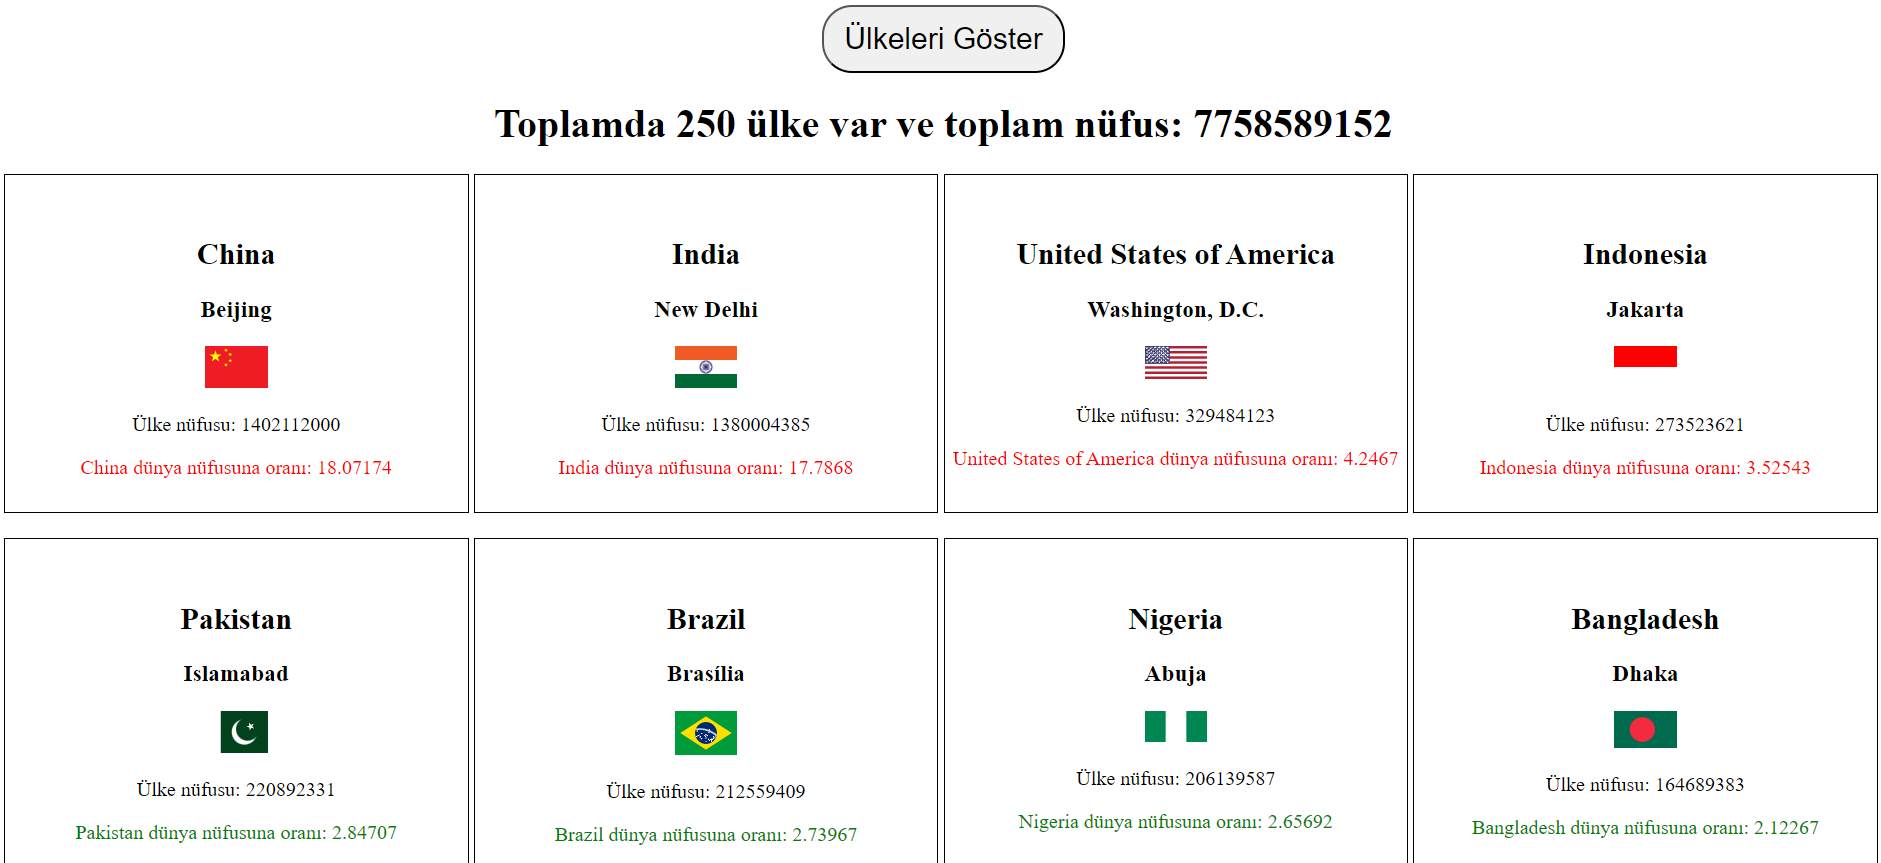 Ülkeleri Göster
Toplamda 250 ülke var ve toplam nüfus: 7758589152
China
Beijing
Ülke nüfusu: 1402112000
China dünya nüfusuna oranı: 18.07174
India
New Delhi
Ülke nüfusu: 1380004385
India dünya nüfusuna oranı: 17.7868
United States of America
Washington, D.C.
Ülke nüfusu: 329484123
United States of America dünya nüfusuna oranı: 4.2467
Indonesia
Jakarta
Ülke nüfusu: 273523621
Indonesia dünya nüfusuna oranı: 3.52543
Pakistan
Islamabad
Ülke nüfusu: 220892331
Pakistan dünya nüfusuna oranı: 2.84707
Brazil
Brasília
Ülke nüfusu: 212559409
Brazil dünya nüfusuna oranı: 2.73967
Nigeria
Abuja
Ülke nüfusu: 206139587
Nigeria dünya nüfusuna oranı: 2.65692
Bangladesh
Dhaka
Ülke nüfusu: 164689383
Bangladesh dünya nüfusuna oranı: 2.12267